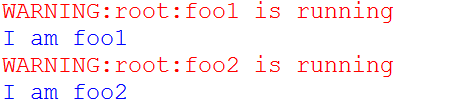 WARNING:root:foo1 is running
I am foo1
WARNING:root:foo2 is running
I am foo2